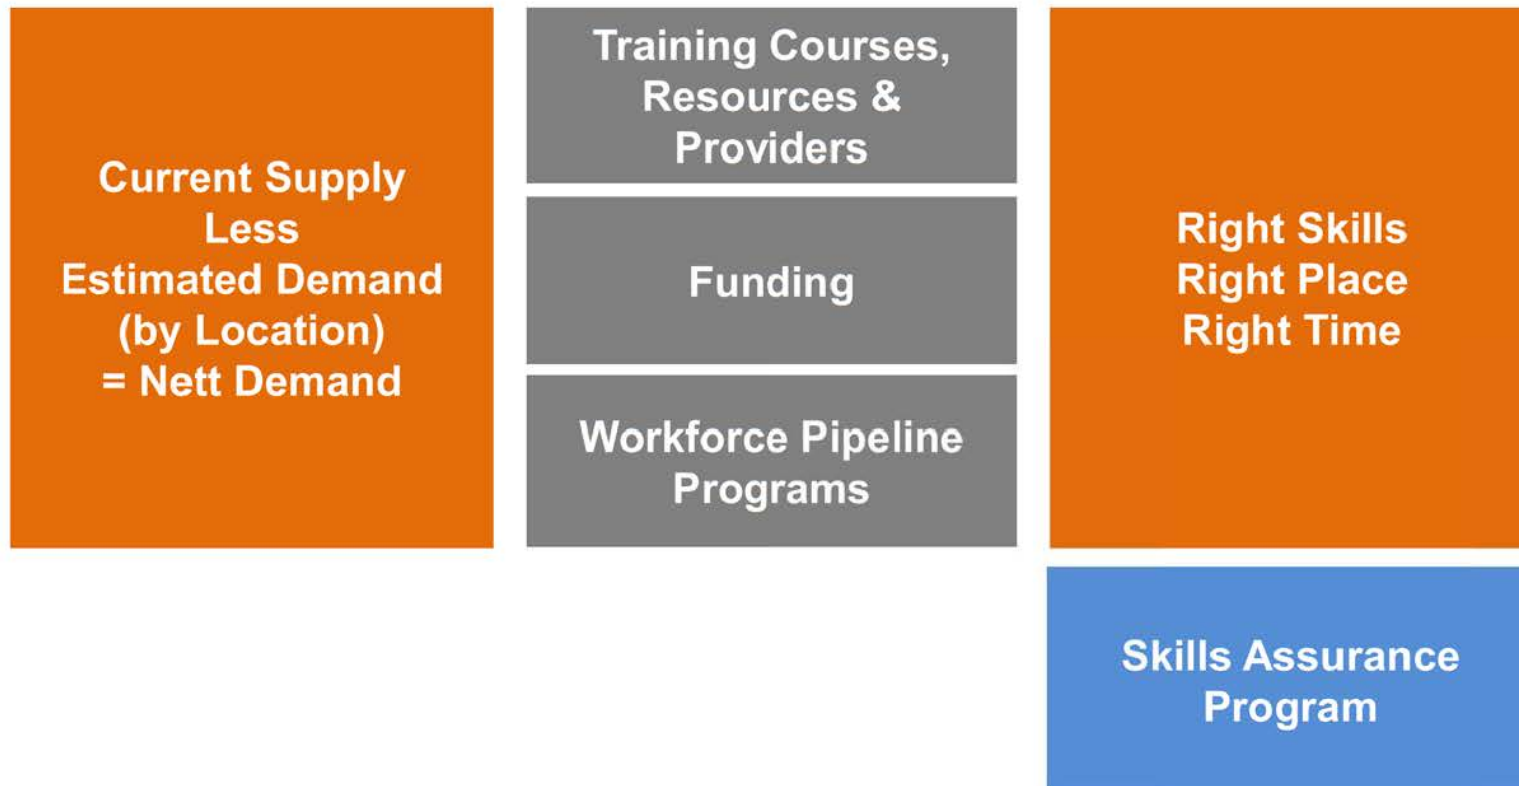 Current Supply
Less
Estimated Demand
(by Location)
= Nett Demand
Training Courses,
Resources &
Providers
Funding
Workforce Pipeline
Programs
Right Skills
Right Place
Right Time
Skills Assurance
Program